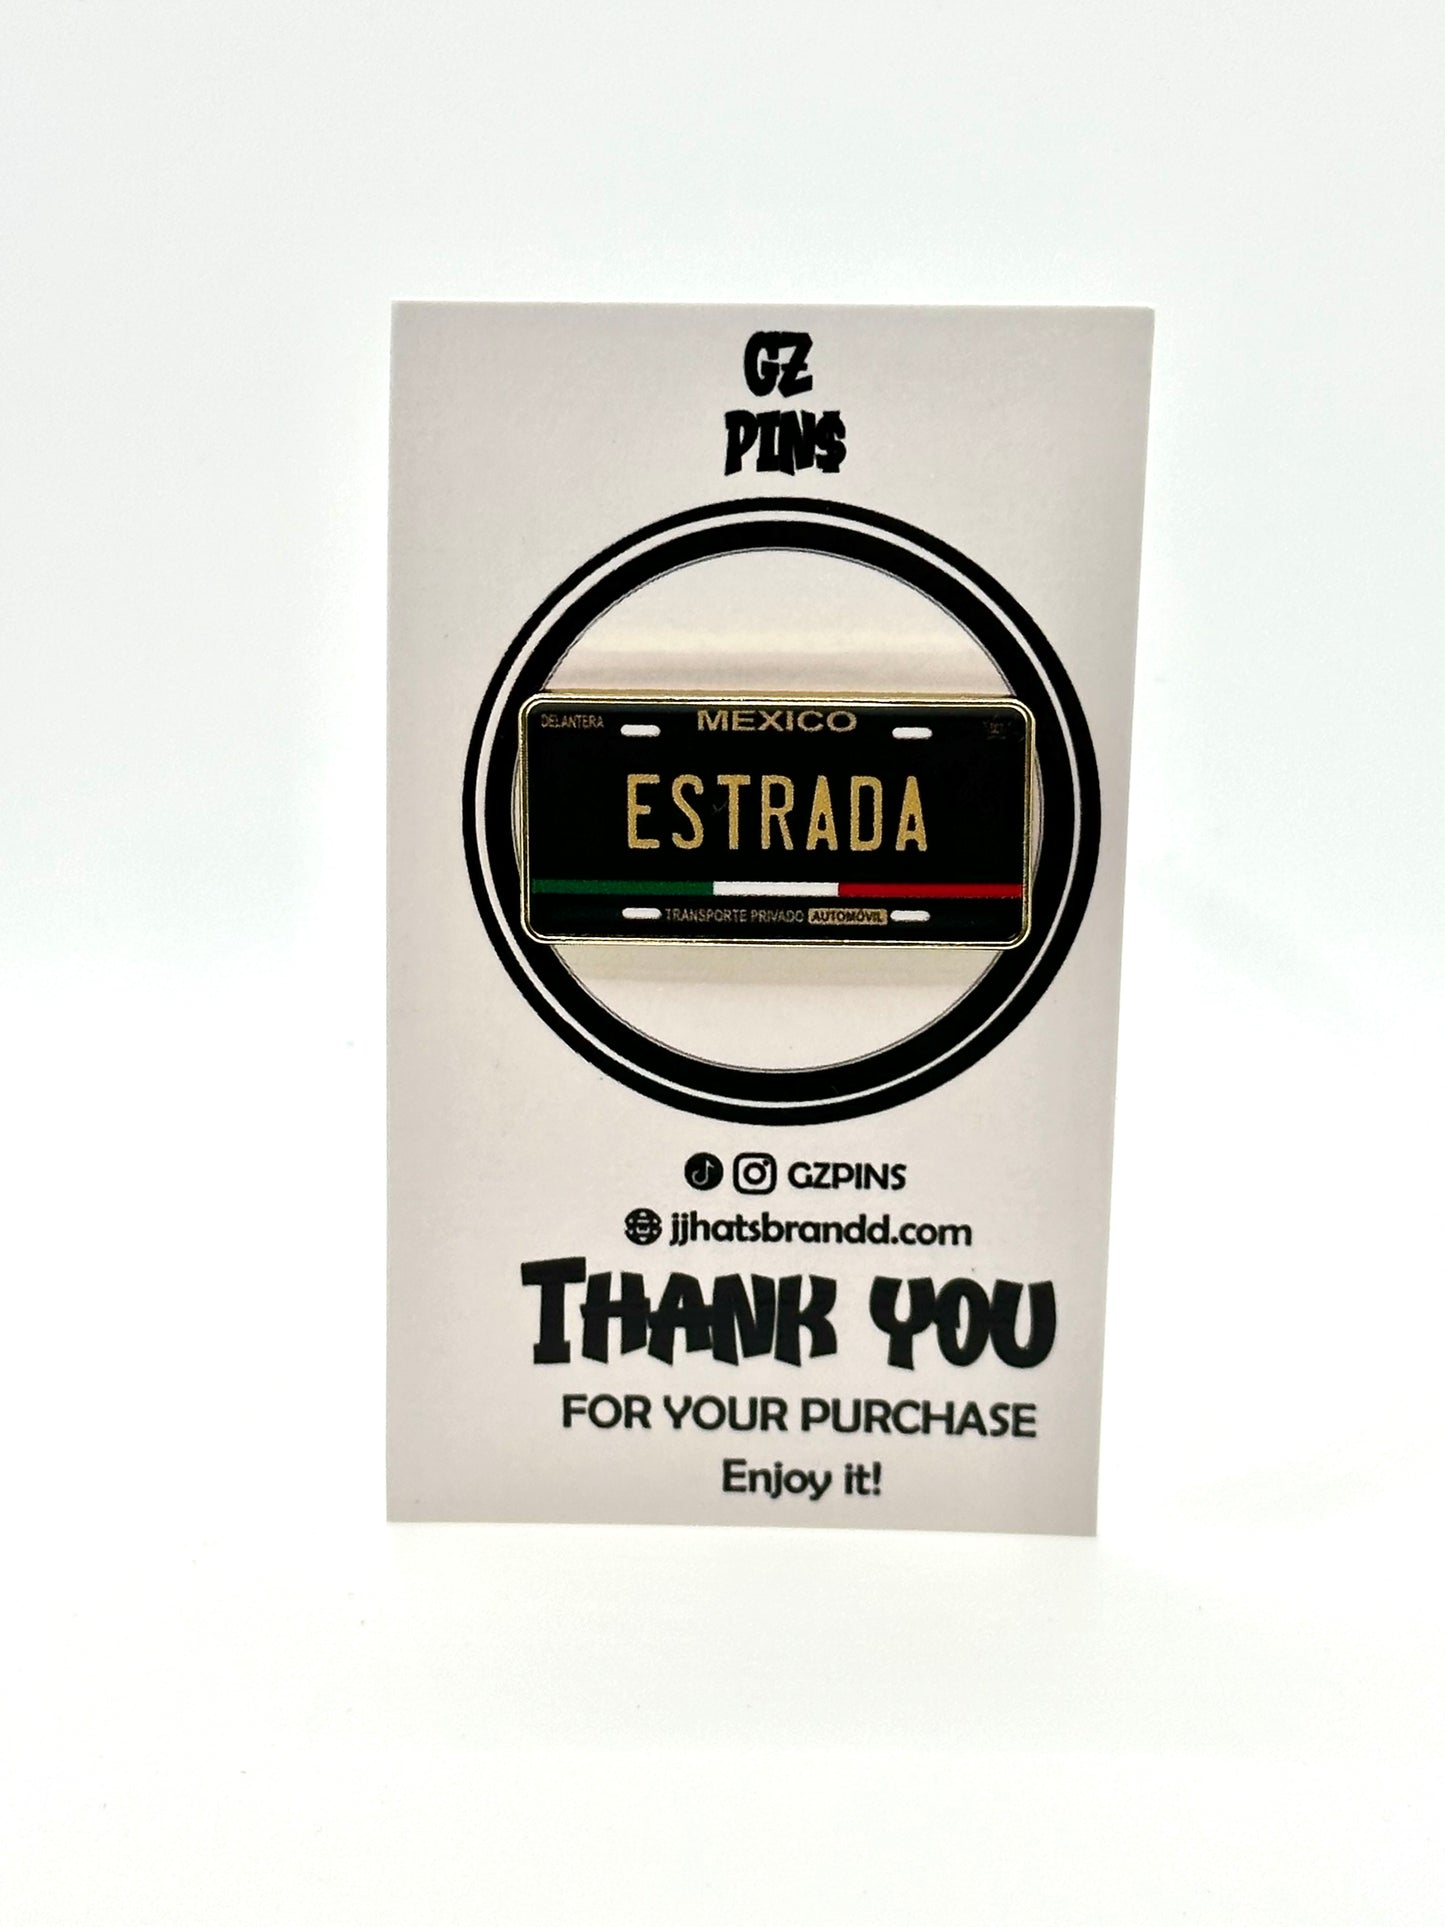 GZ
PIN$
DELANTERA
MEXICO
ESTRADA
TRANSPORTE PRIVADO AUTOMÓVIL
GZPINS
jjhatsbrandd.com
THANK YOU
FOR YOUR PURCHASE
Enjoy it!